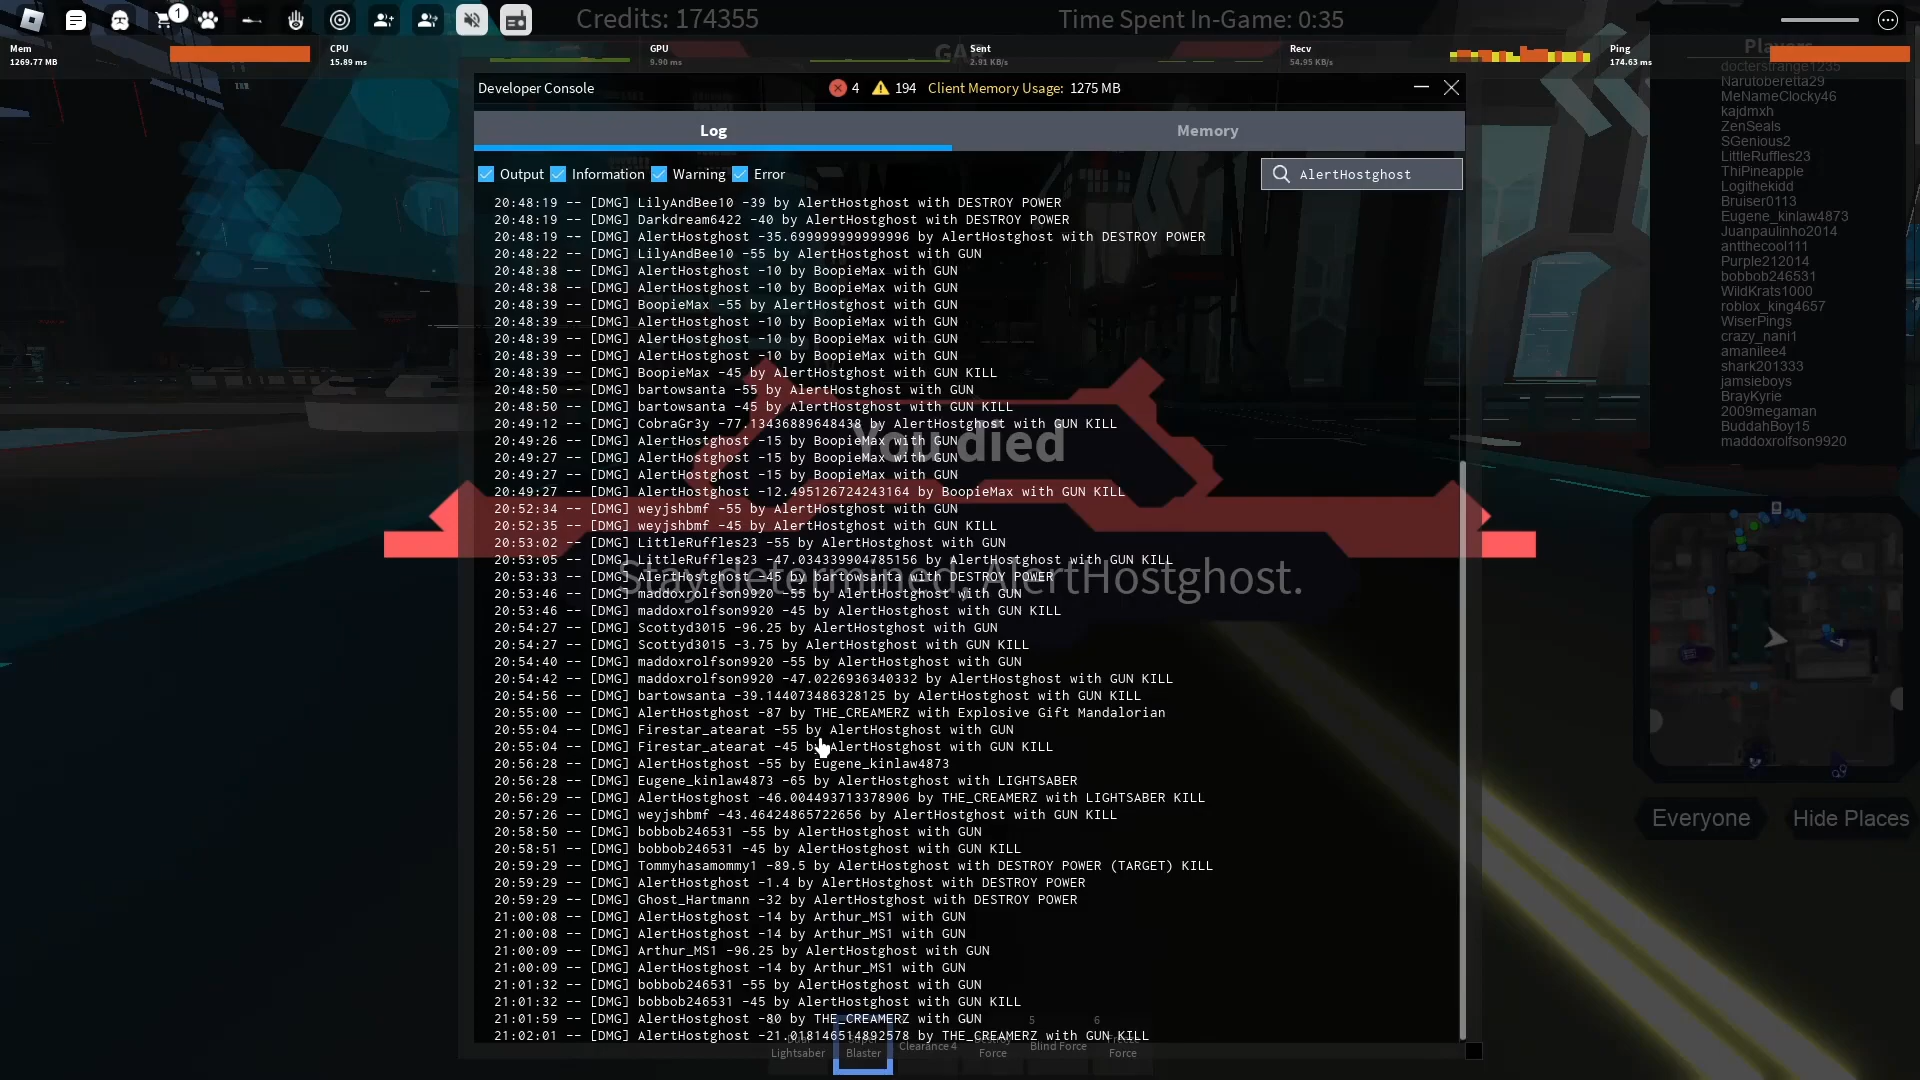 1
Credits: 174355
Time Spent In-Game: 0:35
Mem
1269.77 MB
CPU
15.89 ms
GPU
9.90 ms
Sent
2.91 KB/s
Recv
54.95 KB/s
Ping
174.63 ms
Players
Developer Console
4
194
Client Memory Usage: 1275 MB
Log
Memory
Output
Information
Warning
Error
AlertHostghost
20:48:19 -- [DMG] LilyAndBee10 -39 by AlertHostghost with DESTROY POWER
20:48:19 -- [DMG] Darkdream6422 -40 by AlertHostghost with DESTROY POWER
20:48:19 -- [DMG] AlertHostghost -35.699999999999996 by AlertHostghost with DESTROY POWER
20:48:22 -- [DMG] LilyAndBee10 -55 by AlertHostghost with GUN
20:48:38 -- [DMG] AlertHostghost -10 by BoopieMax with GUN
20:48:38 -- [DMG] AlertHostghost -10 by BoopieMax with GUN
20:48:39 -- [DMG] BoopieMax -55 by AlertHostghost with GUN
20:48:39 -- [DMG] AlertHostghost -10 by BoopieMax with GUN
20:48:39 -- [DMG] AlertHostghost -10 by BoopieMax with GUN
20:48:39 -- [DMG] AlertHostghost -10 by BoopieMax with GUN
20:48:39 -- [DMG] BoopieMax -45 by AlertHostghost with GUN KILL
20:48:50 -- [DMG] bartowsanta -55 by AlertHostghost with GUN
20:48:50 -- [DMG] bartowsanta -45 by AlertHostghost with GUN KILL
20:49:12 -- [DMG] CobraGr3y -77.13436889648438 by AlertHostghost with GUN KILL
20:49:26 -- [DMG] AlertHostghost -15 by BoopieMax with GUN
20:49:27 -- [DMG] AlertHostghost -15 by BoopieMax with GUN
20:49:27 -- [DMG] AlertHostghost -15 by BoopieMax with GUN
20:49:27 -- [DMG] AlertHostghost -12.495126724243164 by BoopieMax with GUN KILL
20:52:34 -- [DMG] weyjshbmf -55 by AlertHostghost with GUN
20:52:35 -- [DMG] weyjshbmf -45 by AlertHostghost with GUN KILL
20:53:02 -- [DMG] LittleRuffles23 -55 by AlertHostghost with GUN
20:53:05 -- [DMG] LittleRuffles23 -47.034339904785156 by AlertHostghost with GUN KILL
20:53:33 -- [DMG] AlertHostghost -45 by bartowsanta with DESTROY POWER
20:53:46 -- [DMG] maddoxrolfson9920 -55 by AlertHostghost with GUN
20:53:46 -- [DMG] maddoxrolfson9920 -45 by AlertHostghost with GUN KILL
20:54:27 -- [DMG] Scottyd3015 -96.25 by AlertHostghost with GUN
20:54:27 -- [DMG] Scottyd3015 -3.75 by AlertHostghost with GUN KILL
20:54:40 -- [DMG] maddoxrolfson9920 -55 by AlertHostghost with GUN
20:54:42 -- [DMG] maddoxrolfson9920 -47.0226936340332 by AlertHostghost with GUN KILL
20:54:56 -- [DMG] bartowsanta -39.144073486328125 by AlertHostghost with GUN KILL
20:55:00 -- [DMG] AlertHostghost -87 by THE_CREAMERZ with Explosive Gift Mandalorian
20:55:04 -- [DMG] Firestar_atearat -55 by AlertHostghost with GUN
20:55:04 -- [DMG] Firestar_atearat -45 by AlertHostghost with GUN KILL
20:56:28 -- [DMG] AlertHostghost -55 by Eugene_kinlaw4873
20:56:28 -- [DMG] Eugene_kinlaw4873 -65 by AlertHostghost with LIGHTSABER
20:56:29 -- [DMG] AlertHostghost -46.004493713378906 by THE_CREAMERZ with LIGHTSABER KILL
20:57:26 -- [DMG] weyjshbmf -43.46424865722656 by AlertHostghost with GUN KILL
20:58:50 -- [DMG] bobbob246531 -55 by AlertHostghost with GUN
20:58:51 -- [DMG] bobbob246531 -45 by AlertHostghost with GUN KILL
20:59:29 -- [DMG] Tommyhasamommy1 -89.5 by AlertHostghost with DESTROY POWER (TARGET) KILL
20:59:29 -- [DMG] AlertHostghost -1.4 by AlertHostghost with DESTROY POWER
20:59:29 -- [DMG] Ghost_Hartmann -32 by AlertHostghost with DESTROY POWER
21:00:08 -- [DMG] AlertHostghost -14 by Arthur_MS1 with GUN
21:00:08 -- [DMG] AlertHostghost -14 by Arthur_MS1 with GUN
21:00:09 -- [DMG] Arthur_MS1 -96.25 by AlertHostghost with GUN
21:00:09 -- [DMG] AlertHostghost -14 by Arthur_MS1 with GUN
21:01:32 -- [DMG] bobbob246531 -55 by AlertHostghost with GUN
21:01:32 -- [DMG] bobbob246531 -45 by AlertHostghost with GUN KILL
21:01:59 -- [DMG] AlertHostghost -80 by THE_CREAMERZ with GUN
21:02:01 -- [DMG] AlertHostghost -21.018146514892578 by THE_CREAMERZ with GUN KILL
You died
Stay determined, AlertHostghost.
docterstrange1235
Narutoberetta29
MeNameClocky46
kajdmxh
ZenSeals
SGenious2
LittleRuffles23
ThiPineapple
Logithekidd
Bruiser0113
Eugene_kinlaw4873
Juanpaulinho2014
antthecool111
Purple212014
bobbob246531
WildKrats1000
roblox_king4657
WiserPings
crazy_nani1
amanilee4
shark201333
jamsieboys
BrayKyrie
2009megaman
BuddahBoy15
maddoxrolfson9920
Everyone
Hide Places
5
6
Lightsaber
Blaster
Clearance 4
Force
Blind Force
Force